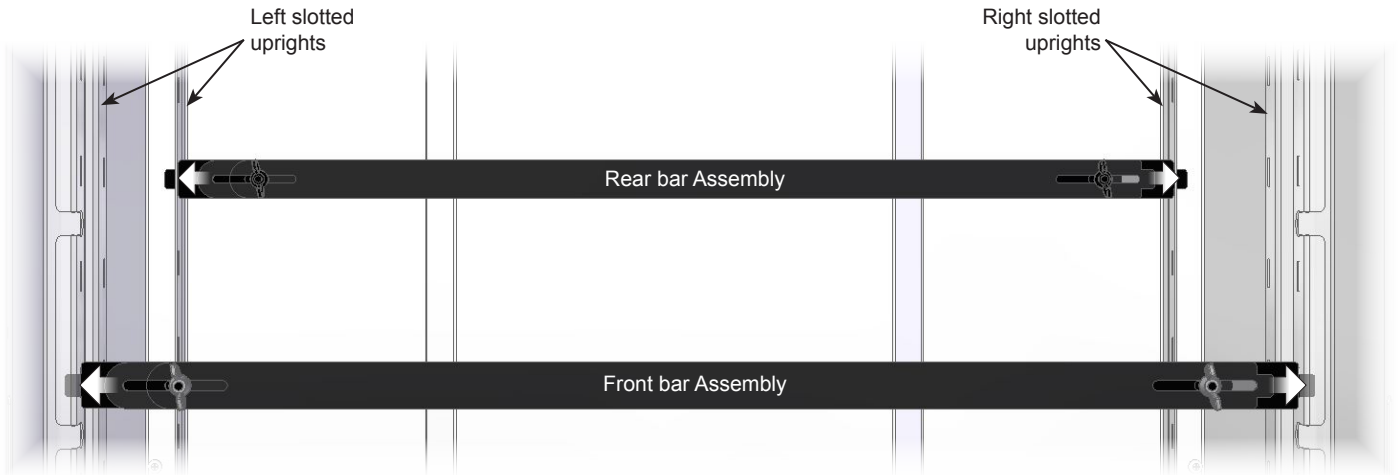 Left slotted
uprights
Right slotted
uprights
Rear bar Assembly
Front bar Assembly